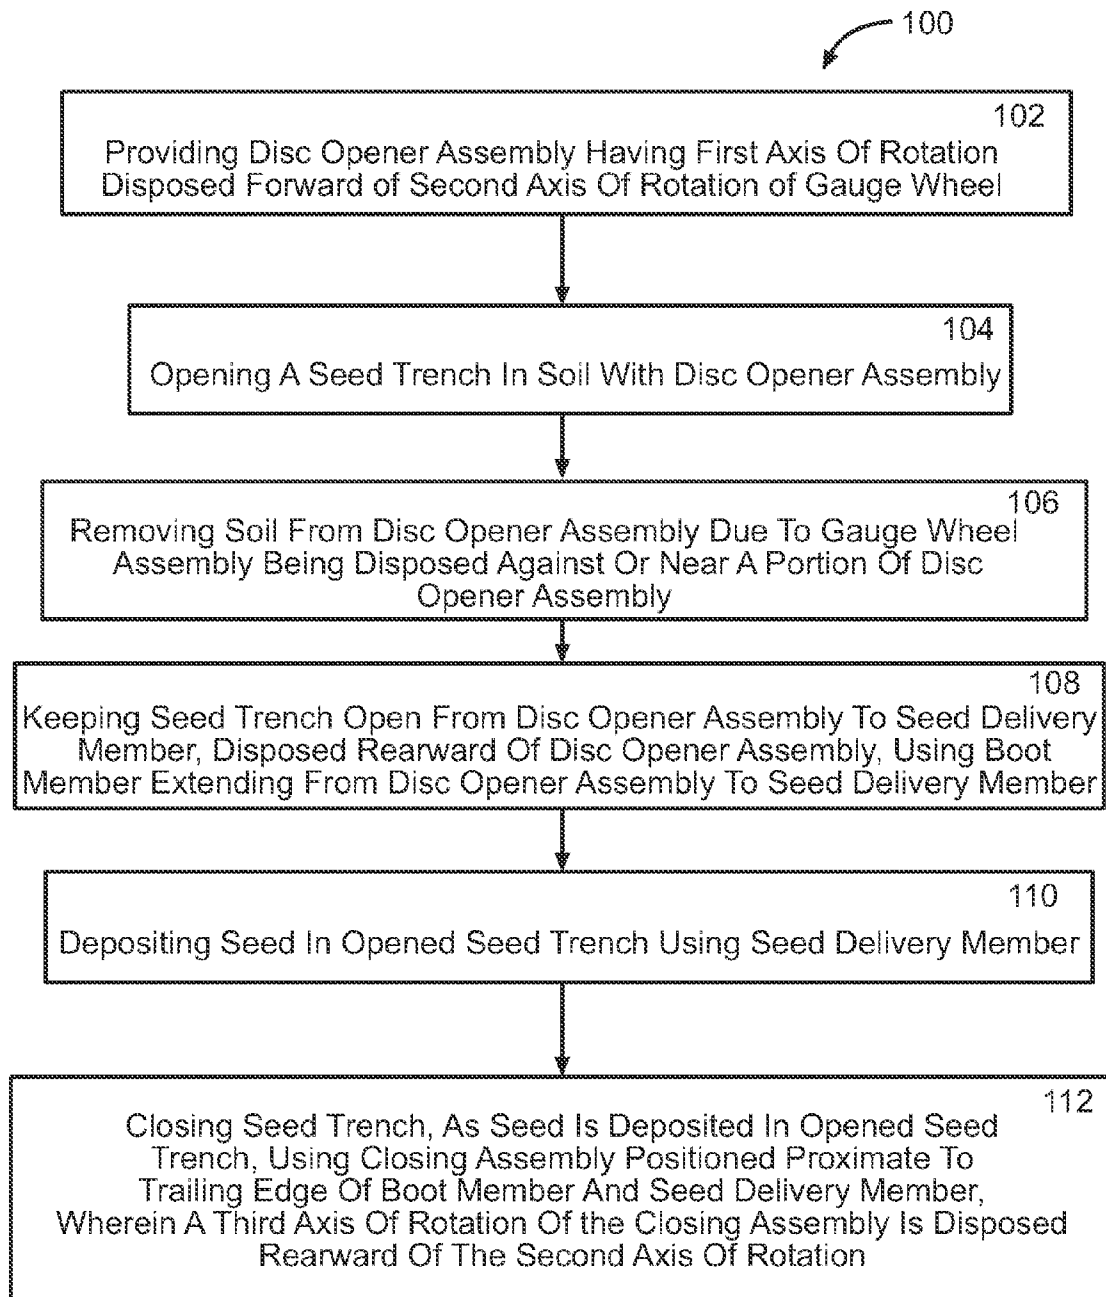 100
102
Providing Disc Opener Assembly Having First Axis Of Rotation
Disposed Forward of Second Axis Of Rotation of Gauge Wheel
104
Opening A Seed Trench In Soil With Disc Opener Assembly
106
Removing Soil From Disc Opener Assembly Due To Gauge Wheel
Assembly Being Disposed Against Or Near A Portion Of Disc
Opener Assembly
108
Keeping Seed Trench Open From Disc Opener Assembly To Seed Delivery
Member, Disposed Rearward Of Disc Opener Assembly, Using Boot
Member Extending From Disc Opener Assembly To Seed Delivery Member
110
Depositing Seed In Opened Seed Trench Using Seed Delivery Member
112
Closing Seed Trench, As Seed Is Deposited In Opened Seed
Trench, Using Closing Assembly Positioned Proximate To
Trailing Edge Of Boot Member And Seed Delivery Member,
Wherein A Third Axis Of Rotation Of the Closing Assembly Is Disposed
Rearward Of The Second Axis Of Rotation